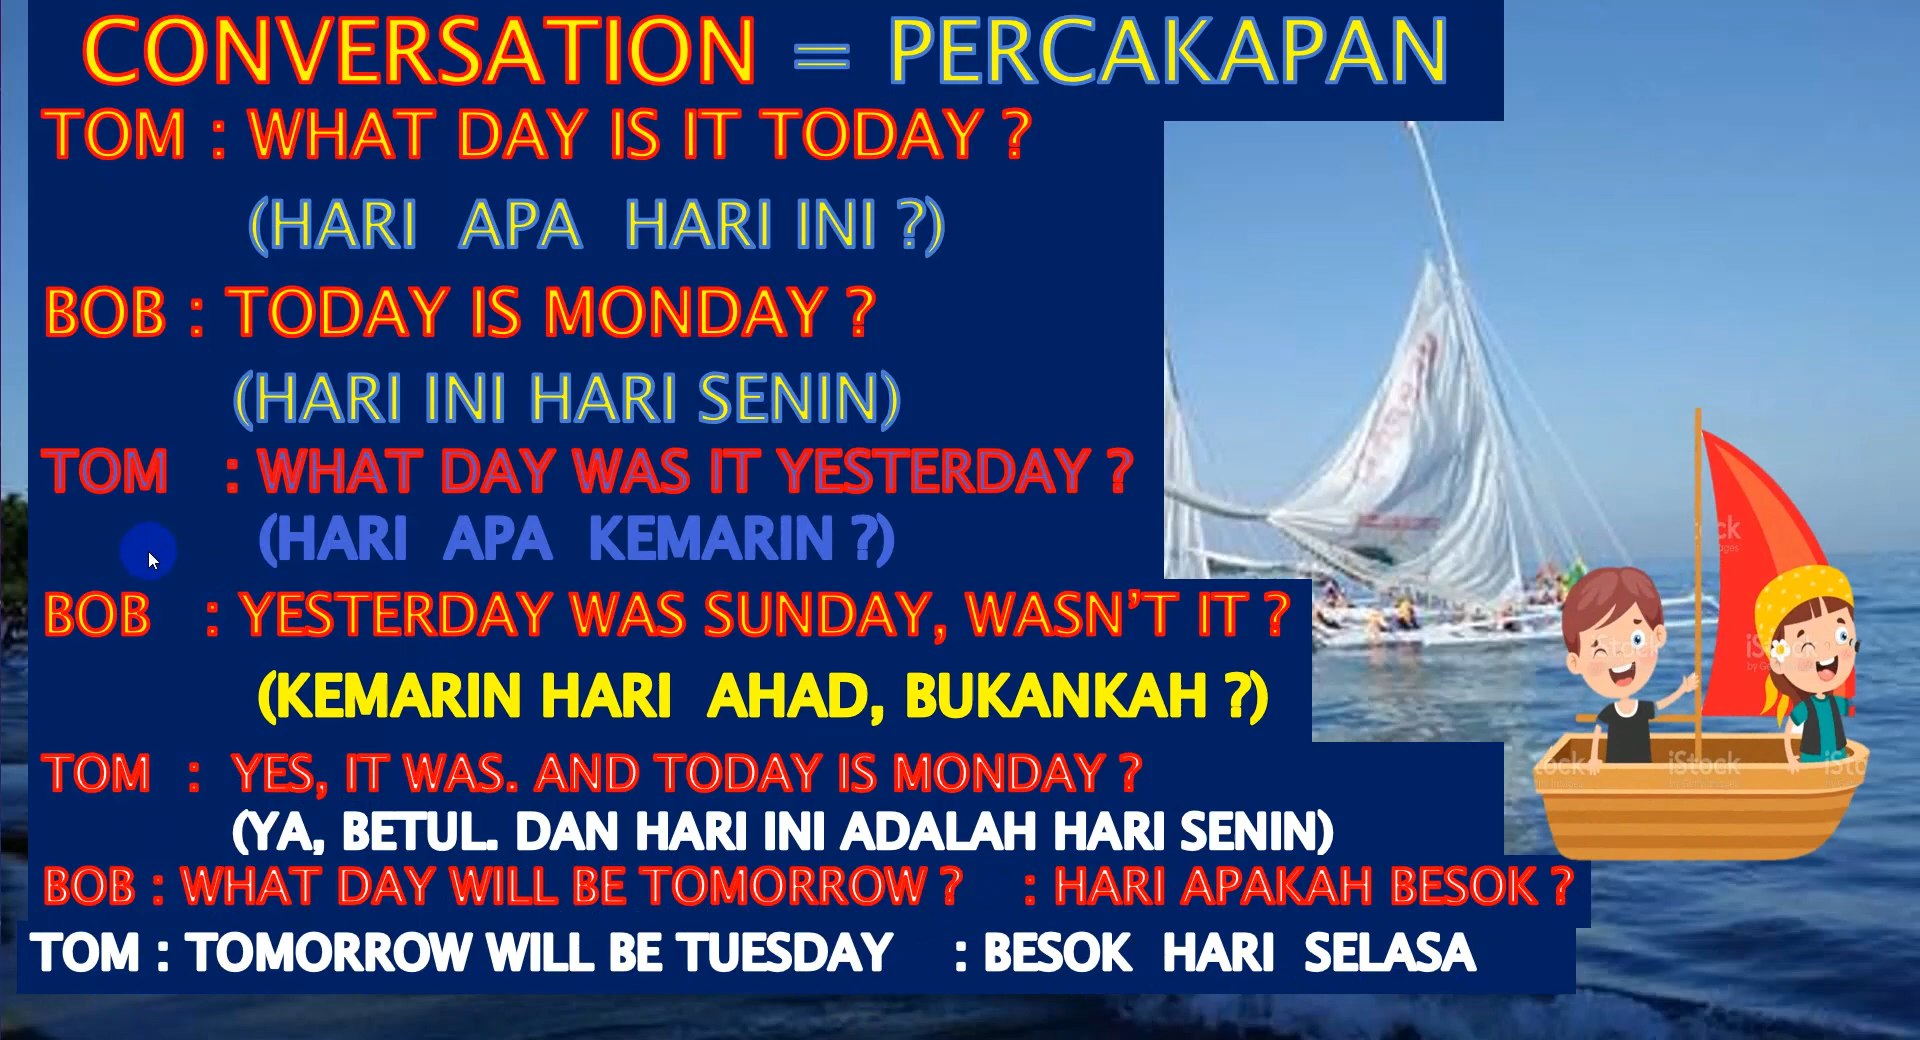 CONVERSATION = PERCAKAPAN
TOM : WHAT DAY IS IT TODAY ?
(HARI APA HARI INI ?)
BOB : TODAY IS MONDAY ?
(HARI INI HARI SENIN)
TOM : WHAT DAY WAS IT YESTERDAY ?
(HARI APA KEMARIN ?)
BOB : YESTERDAY WAS SUNDAY, WASN’T IT ?
(KEMARIN HARI AHAD, BUKANKAH ?)
TOM : YES, IT WAS. AND TODAY IS MONDAY ?
(YA, BETUL. DAN HARI INI ADALAH HARI SENIN)
BOB : WHAT DAY WILL BE TOMORROW ? : HARI APAKAH BESOK ?
TOM : TOMORROW WILL BE TUESDAY : BESOK HARI SELASA
iStock
iStock